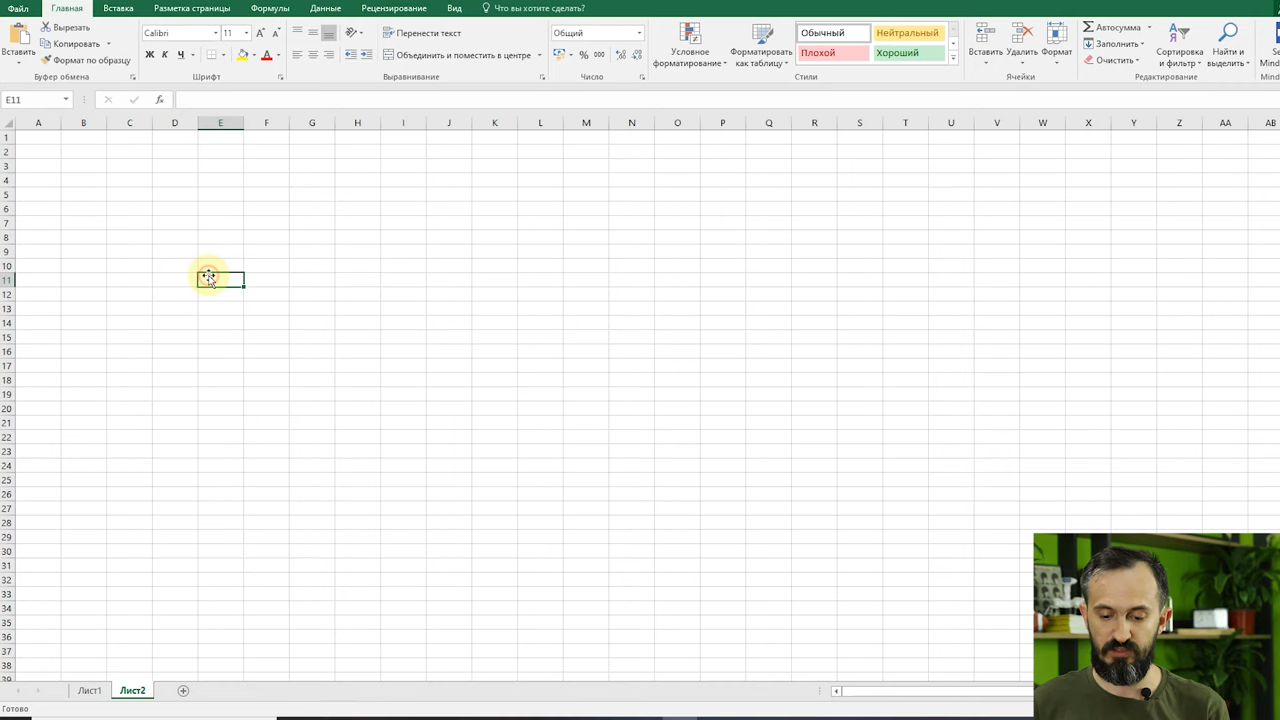 Файл Главная Вставка Разметка страницы Формулы Данные Рецензирование Вид Что вы хотите сделать?
Вставить
Вырезать
Копировать
Формат по образцу
Буфер обмена
Calibri 11
Ж К Ч
Шрифт
Перенести текст
Объединить и поместить в центре
Выравнивание
Общий
% 000
Число
Условное форматирование
Форматировать как таблицу
Обычный Нейтральный
Плохой Хороший
Стили
Вставить Удалить Формат
Ячейки
Автосумма
Заполнить
Очистить
Сортировка и фильтр
Найти и выделить
Редактирование
E11 fx
A B C D E F G H I J K L M N O P Q R S T U V W X Y Z AA AB
1
2
3
4
5
6
7
8
9
10
11
12
13
14
15
16
17
18
19
20
21
22
23
24
25
26
27
28
29
30
31
32
33
34
35
36
37
38
Лист1 Лист2
Готово